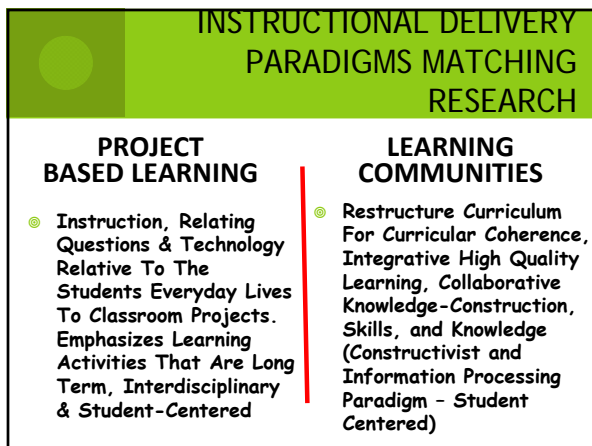 INSTRUCTIONAL DELIVERY
PARADIGMS MATCHING
RESEARCH
PROJECT
BASED LEARNING
Instruction, Relating
Questions & Technology
Relative To The
Students Everyday Lives
To Classroom Projects.
Emphasizes Learning
Activities That Are Long
Term, Interdisciplinary
& Student-Centered
LEARNING
COMMUNITIES
Restructure Curriculum
For Curricular Coherence,
Integrative High Quality
Learning, Collaborative
Knowledge-Construction,
Skills, and Knowledge
(Constructivist and
Information Processing
Paradigm – Student
Centered)